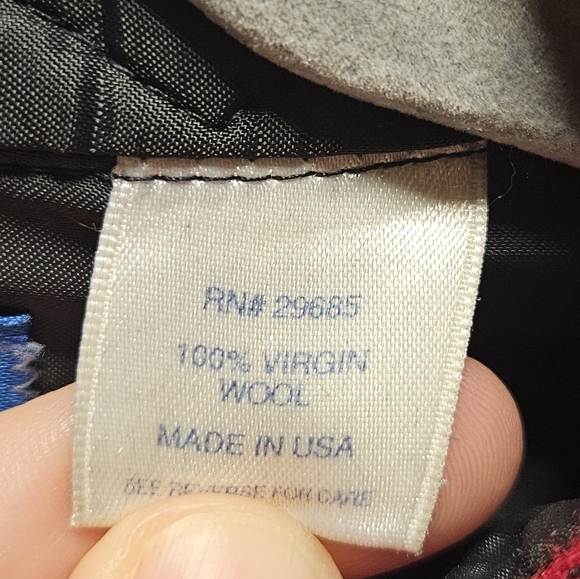 RN# 29685
100% VIRGIN
WOOL
MADE IN USA
SEE REVERSE FOR CARE